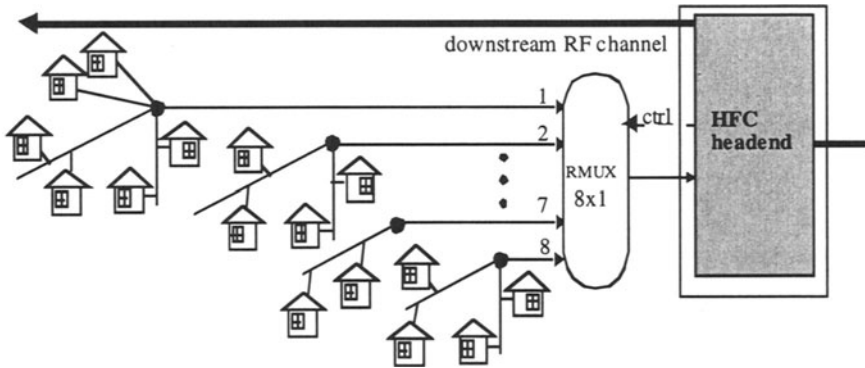 downstream RF channel
1
ctrl
HFC
headend
2
RMUX
8x1
7
8